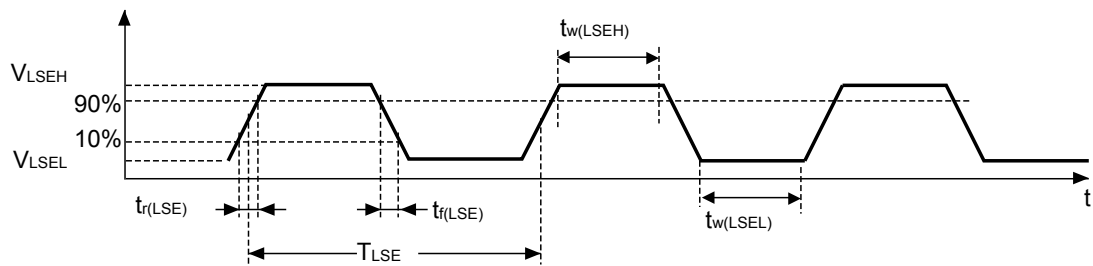 tw(LSEH)
VLSEH
90%
10%
VLSEL
t
tr(LSE)
tf(LSE)
tw(LSEL)
TLSE